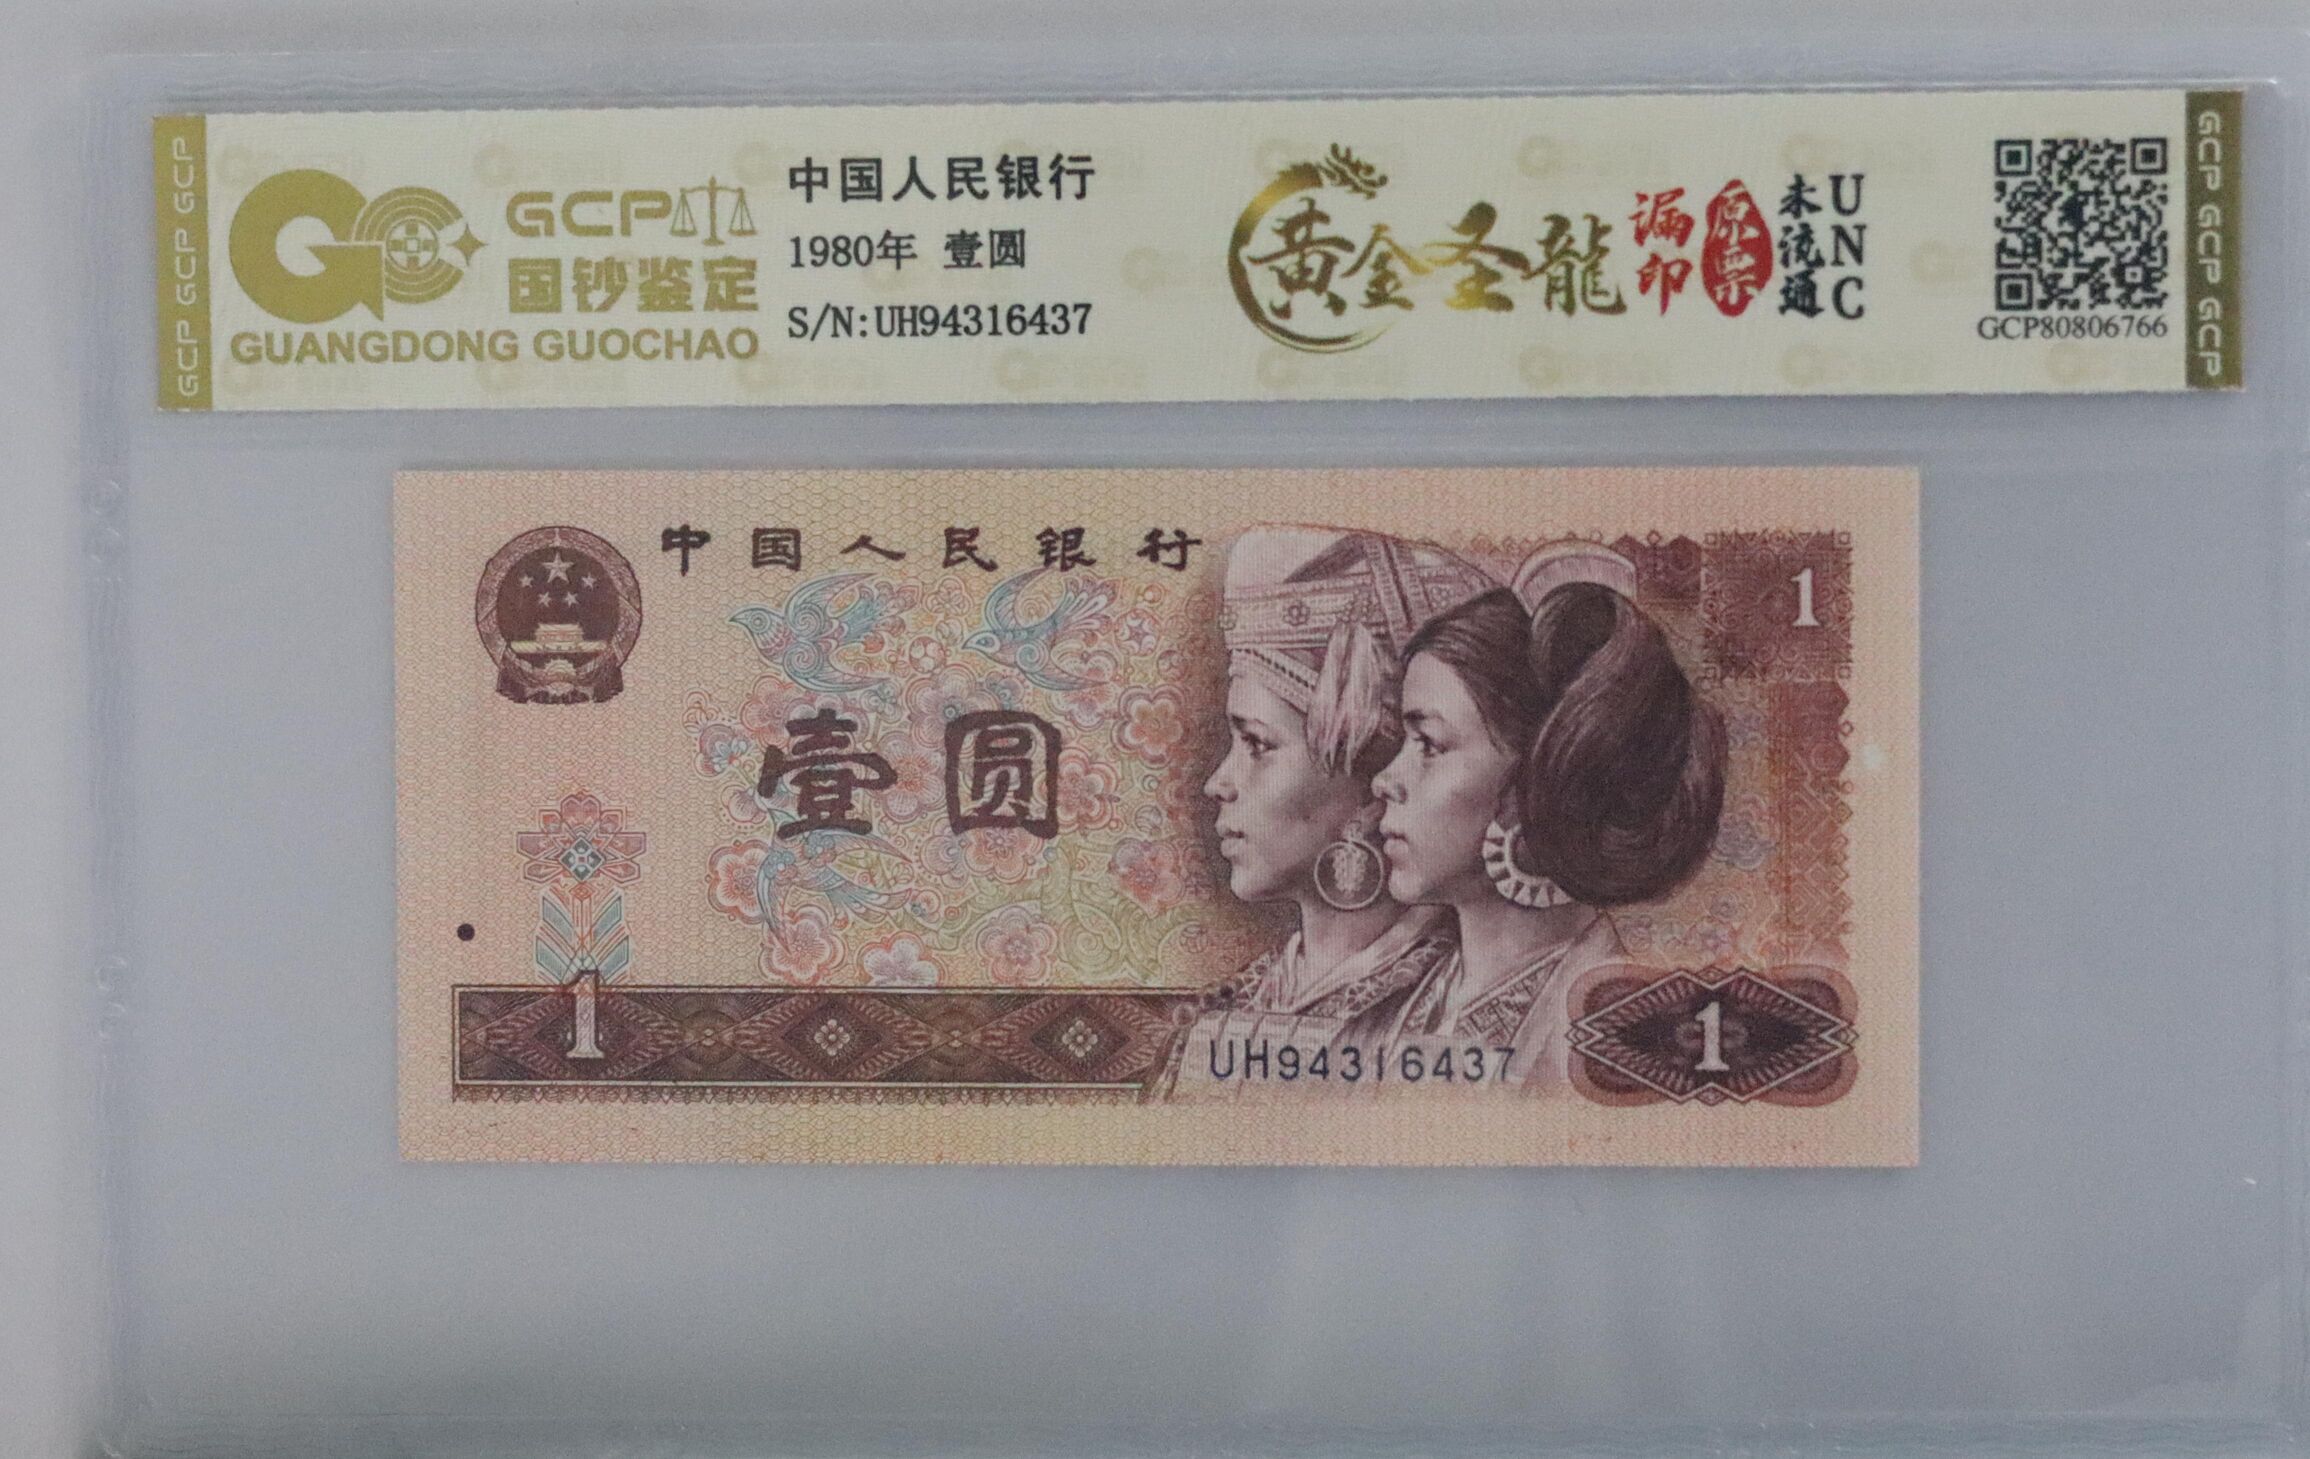 GCP GCP GCP
GCP
国钞鉴定
GUANGDONG GUOCHAO
中国人民银行
1980年 壹圆
S/N:UH94316437
黄金圣龍
漏印
原票
未流通
UNC
GCP80806766
GCP GCP GCP
中国人民银行
1
壹圆
1
UH94316437
1